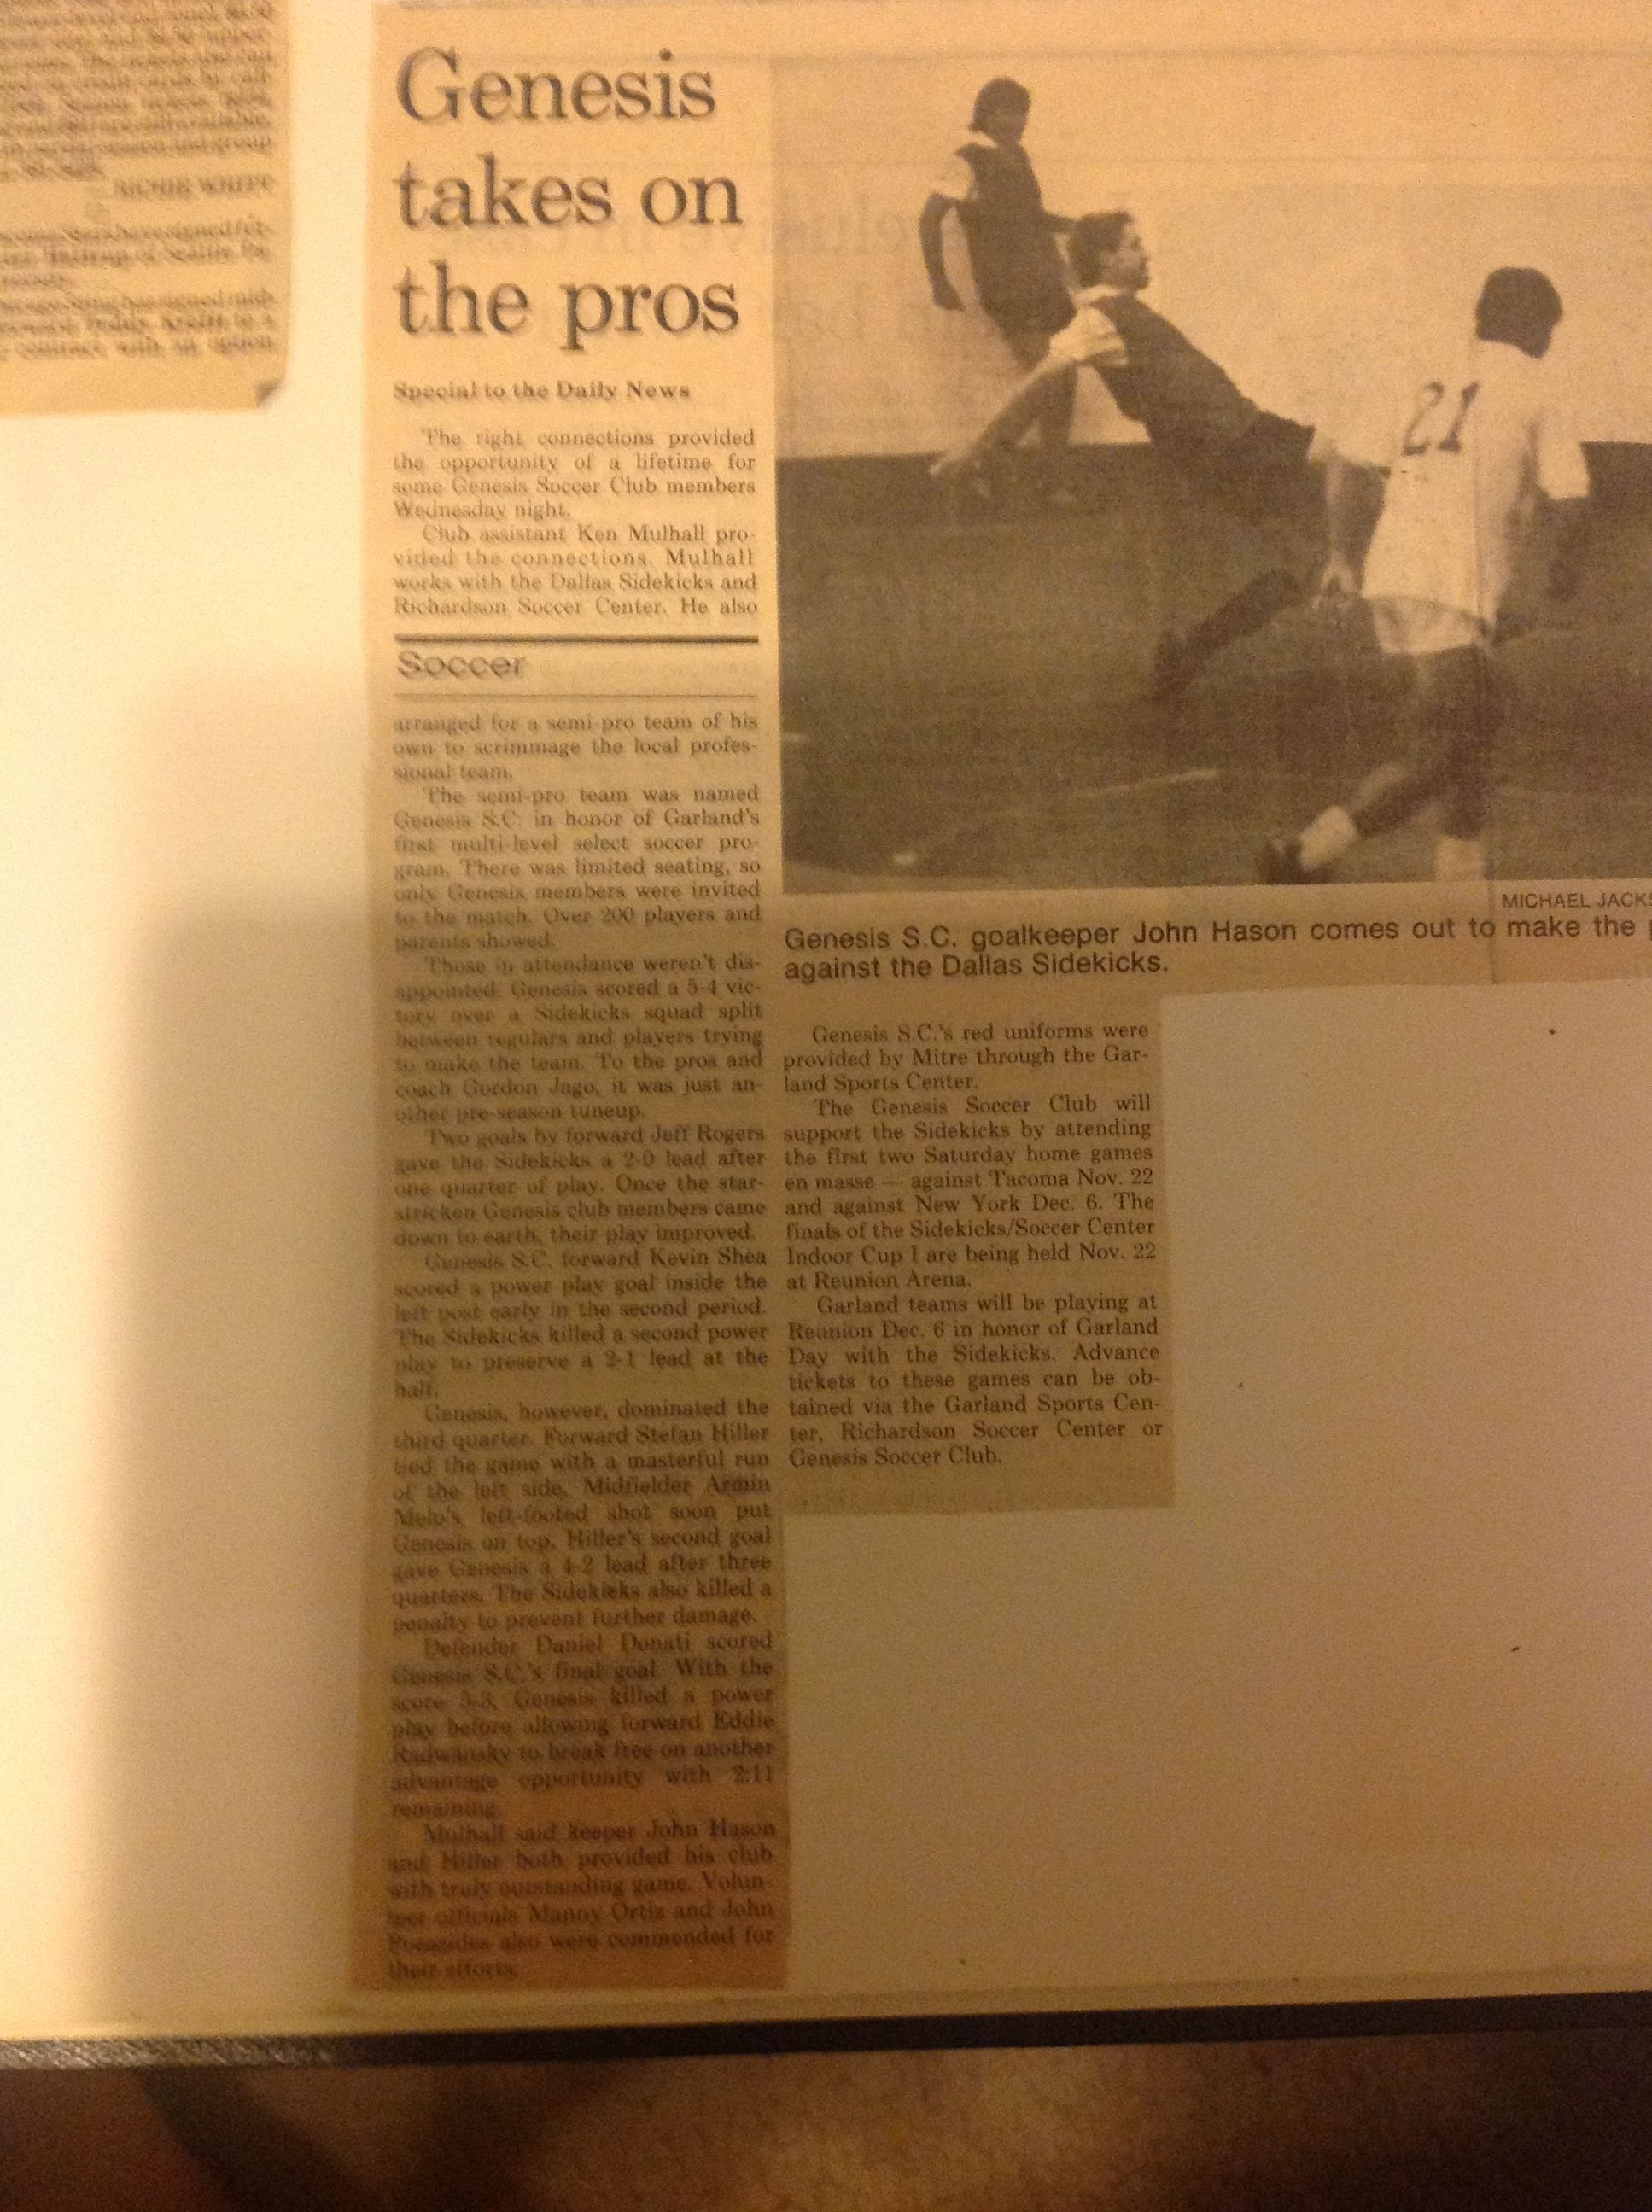 RICHIE WHITT
Genesis
takes on
the pros
Special to the Daily News
The right connections provided
the opportunity of a lifetime for
some Genesis Soccer Club members
Wednesday night.
Club assistant Ken Mulhall pro-
vided the connections. Mulhall
works with the Dallas Sidekicks and
Richardson Soccer Center. He also
Soccer
arranged for a semi-pro team of his
own to scrimmage the local profes-
sional team.
The semi-pro team was named
Genesis S.C. in honor of Garland's
first multi-level select soccer pro-
gram. There was limited seating, so
only Genesis members were invited
to the match. Over 200 players and
parents showed.
Those in attendance weren't dis-
appointed. Genesis scored a 5-4 vic-
tory over a Sidekicks squad split
between regulars and players trying
to make the team. To the pros and
coach Gordon Jago, it was just an-
other pre-season tuneup.
Two goals by forward Jeff Rogers
gave the Sidekicks a 2-0 lead after
one quarter of play. Once the star-
stricken Genesis club members came
down to earth, their play improved.
Genesis S.C. forward Kevin Shea
scored a power play goal inside the
left post early in the second period.
The Sidekicks killed a second power
play to preserve a 2-1 lead at the
half.
Genesis, however, dominated the
third quarter. Forward Stefan Hiller
tied the game with a masterful run
of the left side. Midfielder Armin
Melo's left-footed shot soon put
Genesis on top. Hiller's second goal
gave Genesis a 4-2 lead after three
quarters. The Sidekicks also killed a
penalty to prevent further damage.
Defender Daniel Donati scored
Genesis S.C.'s final goal. With the
score 5-3, Genesis killed a power
play before allowing forward Eddie
Radwansky to break free on another
advantage opportunity with 2:11
remaining.
Mulhall said keeper John Hason
and Hiller both provided his club
with truly outstanding game. Volun-
teer officials Manny Ortiz and John
also were commended for
their efforts.
MICHAEL JACKS
Genesis S.C. goalkeeper John Hason comes out to make the
against the Dallas Sidekicks.
Genesis S.C.'s red uniforms were
provided by Mitre through the Gar-
land Sports Center.
The Genesis Soccer Club will
support the Sidekicks by attending
the first two Saturday home games
en masse — against Tacoma Nov. 22
and against New York Dec. 6. The
finals of the Sidekicks/Soccer Center
Indoor Cup I are being held Nov. 22
at Reunion Arena.
Garland teams will be playing at
Reunion Dec. 6 in honor of Garland
Day with the Sidekicks. Advance
tickets to these games can be ob-
tained via the Garland Sports Cen-
ter, Richardson Soccer Center or
Genesis Soccer Club.